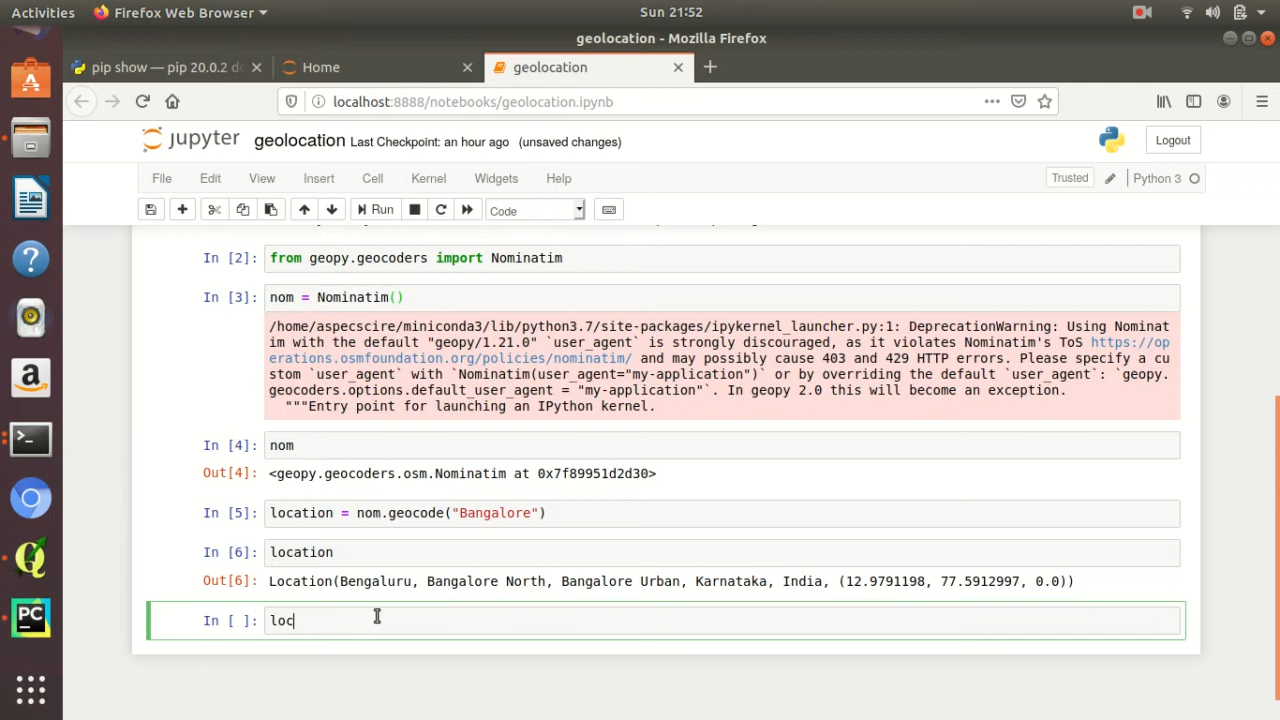 Activities
Firefox Web Browser
Sun 21:52
geolocation - Mozilla Firefox
pip show — pip 20.0.2 do
Home
geolocation
localhost:8888/notebooks/geolocation.ipynb
jupyter
geolocation Last Checkpoint: an hour ago (unsaved changes)
Logout
File Edit View Insert Cell Kernel Widgets Help
Trusted
Python 3
Run
Code
In [2]: from geopy.geocoders import Nominatim
In [3]: nom = Nominatim()
/home/aspecscire/miniconda3/lib/python3.7/site-packages/ipykernel_launcher.py:1: DeprecationWarning: Using Nominat
im with the default "geopy/1.21.0" `user_agent` is strongly discouraged, as it violates Nominatim's ToS https://op
erations.osmfoundation.org/policies/nominatim/ and may possibly cause 403 and 429 HTTP errors. Please specify a cu
stom `user_agent` with `Nominatim(user_agent="my-application")` or by overriding the default `user_agent`: `geopy.
geocoders.options.default_user_agent = "my-application"`. In geopy 2.0 this will become an exception.
"""Entry point for launching an IPython kernel.
In [4]: nom
Out[4]: <geopy.geocoders.osm.Nominatim at 0x7f89951d2d30>
In [5]: location = nom.geocode("Bangalore")
In [6]: location
Out[6]: Location(Bengaluru, Bangalore North, Bangalore Urban, Karnataka, India, (12.9791198, 77.5912997, 0.0))
In [ ]: loc